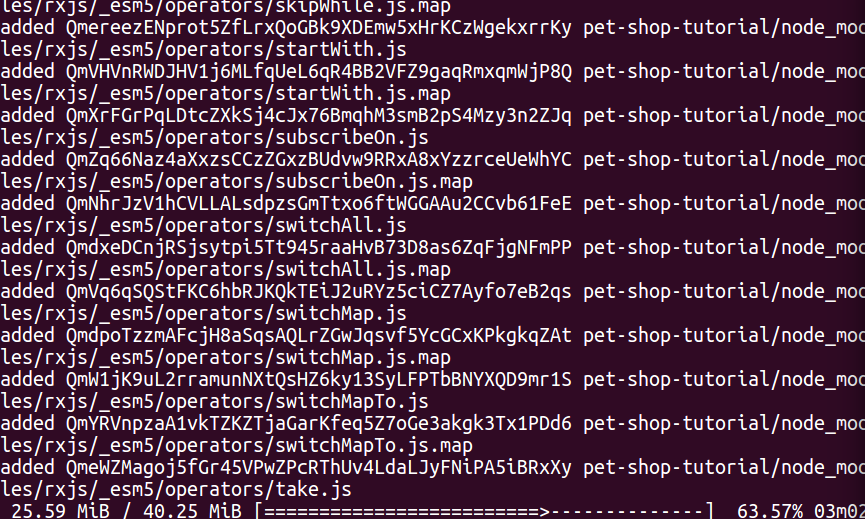 les/rxjs/_esm5/operators/skipWhile.js.map
added QmereezENprot5ZfLrxQoGBk9XDEmw5xHrKCzWgekxrrKy pet-shop-tutorial/node_moc
les/rxjs/_esm5/operators/startWith.js
added QmVHVnRWDJHV1j6MLfqUeL6qR4BB2VFZ9gaqRmxqmWjP8Q pet-shop-tutorial/node_moc
les/rxjs/_esm5/operators/startWith.js.map
added QmXrFGrPqLDtcZXkSj4cJx76BmqhM3smB2pS4Mzy3n2ZJq pet-shop-tutorial/node_moc
les/rxjs/_esm5/operators/subscribeOn.js
added QmZq66Naz4aXxzsCCzZGxzBUdvw9RRxA8xYzzrceUeWhYC pet-shop-tutorial/node_moc
les/rxjs/_esm5/operators/subscribeOn.js.map
added QmNhrJzV1hCVLLALsdpzsGmTtxo6ftWGGAAu2CCvb61FeE pet-shop-tutorial/node_moc
les/rxjs/_esm5/operators/switchAll.js
added QmdxeDCnjRSjsytpi5Tt945raaHvB73D8as6ZqFjgNFmPP pet-shop-tutorial/node_moc
les/rxjs/_esm5/operators/switchAll.js.map
added QmVq6qSQStFKC6hbRJKQkTEiJ2uRYz5ciCZ7Ayfo7eB2qs pet-shop-tutorial/node_moc
les/rxjs/_esm5/operators/switchMap.js
added QmdpoTzzmAFcjH8aSqsAQLrZGwJqsvf5YcGCxKPkgkqZAt pet-shop-tutorial/node_moc
les/rxjs/_esm5/operators/switchMap.js.map
added QmW1jK9uL2rramunNXtQsHZ6ky13SyLFPTbBNYXQD9mr1S pet-shop-tutorial/node_moc
les/rxjs/_esm5/operators/switchMapTo.js
added QmYRVnpzaA1vkTZKZTjaGarKfeq5Z7oGe3akgk3Tx1PDd6 pet-shop-tutorial/node_moc
les/rxjs/_esm5/operators/switchMapTo.js.map
added QmeWZMagoj5fGr45VPwZPcRThUv4LdaLJyFNiPA5iBRxXy pet-shop-tutorial/node_moc
les/rxjs/_esm5/operators/take.js
25.59 MiB / 40.25 MiB [=========================>--------------] 63.57% 03m02